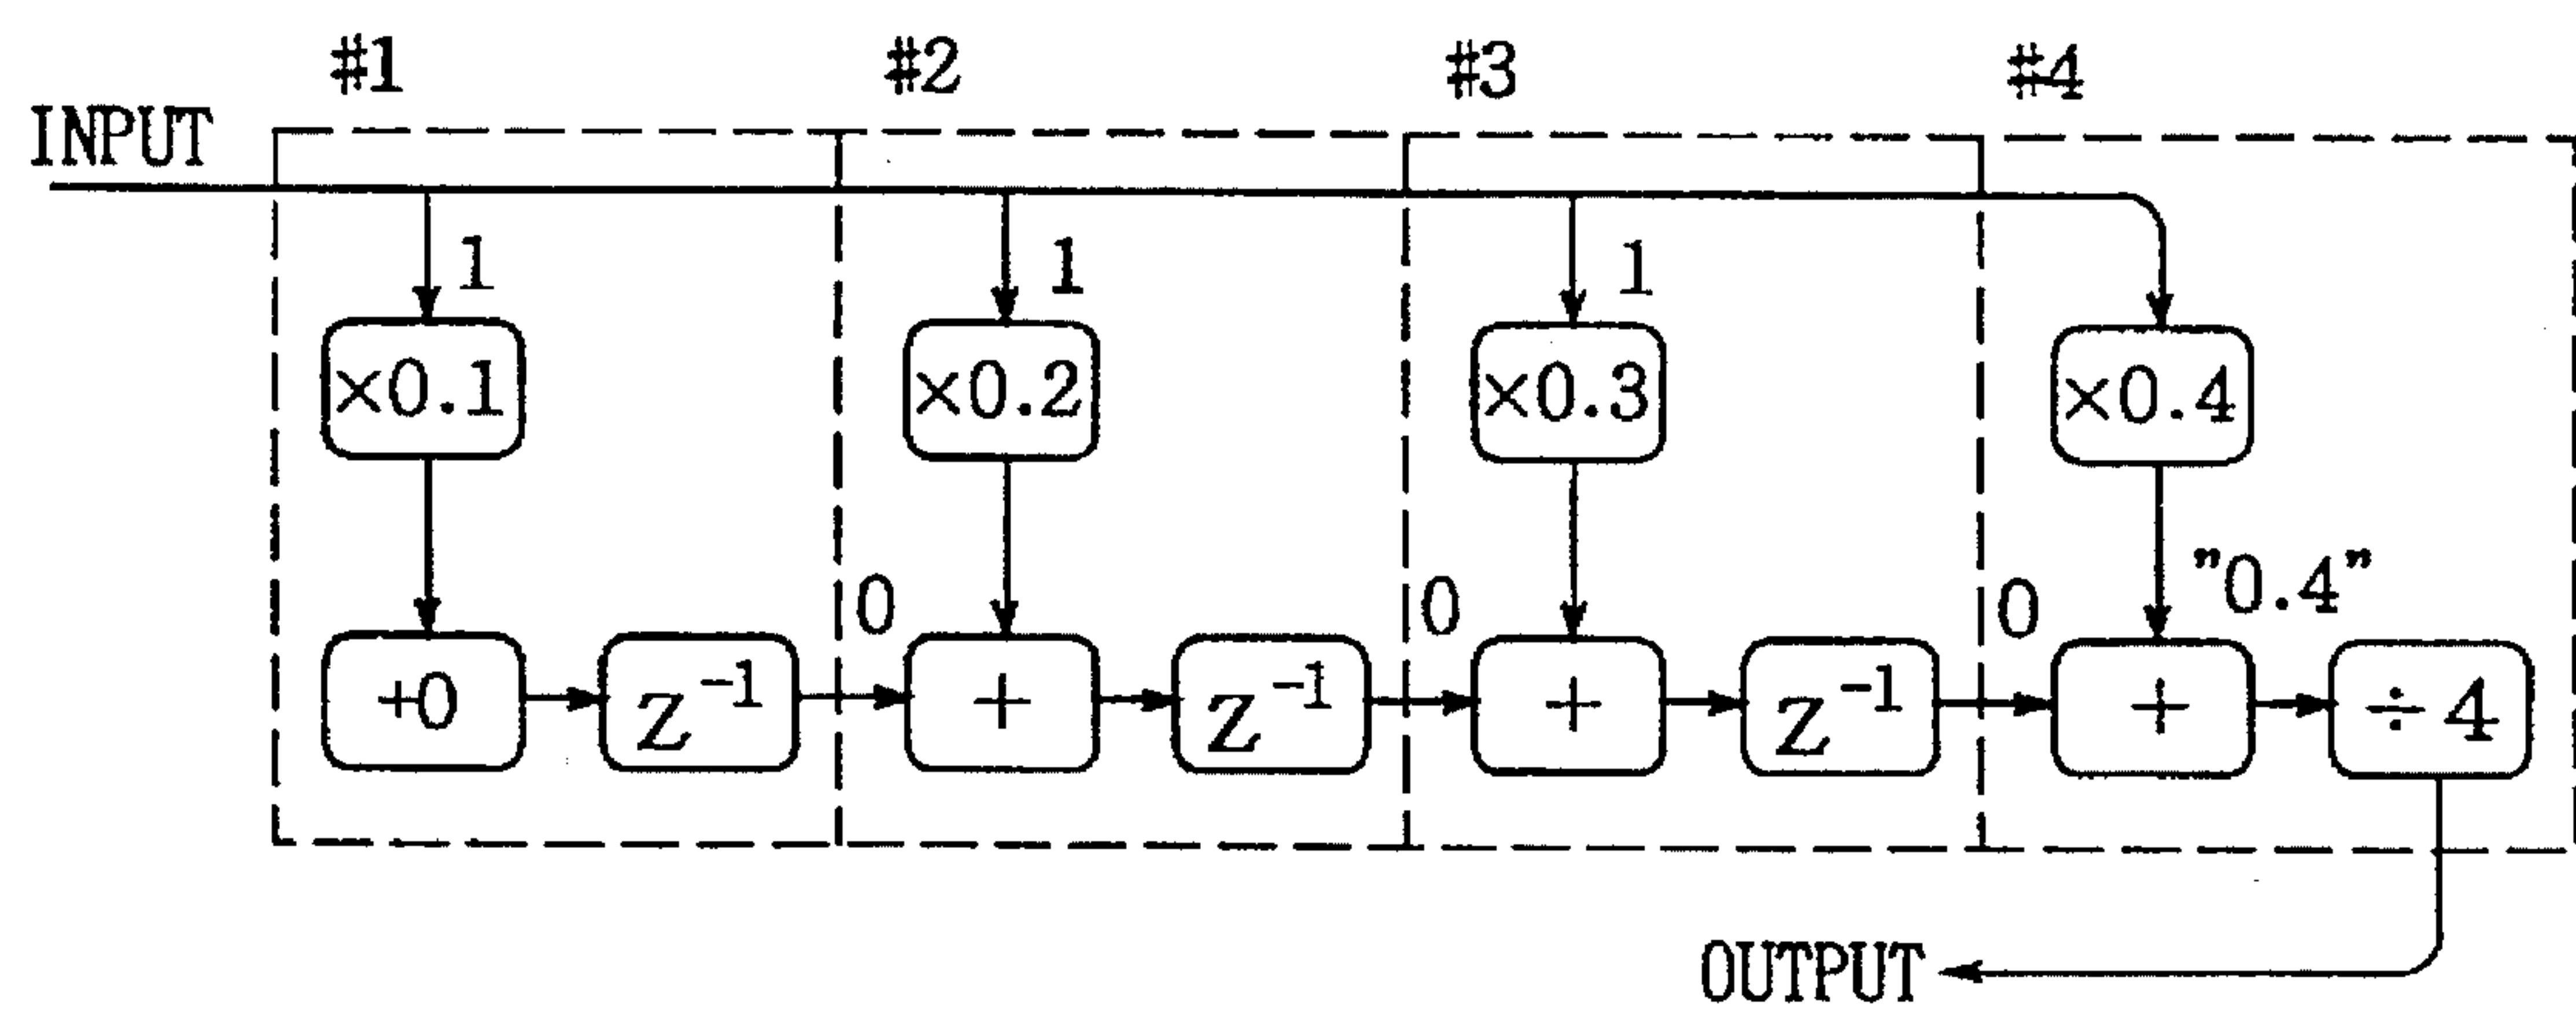 #1 #2 #3 #4
INPUT
1 1 1
×0.1 ×0.2 ×0.3 ×0.4
0 0 0 "0.4"
+0 Z⁻¹ + Z⁻¹ + Z⁻¹ + ÷4
OUTPUT